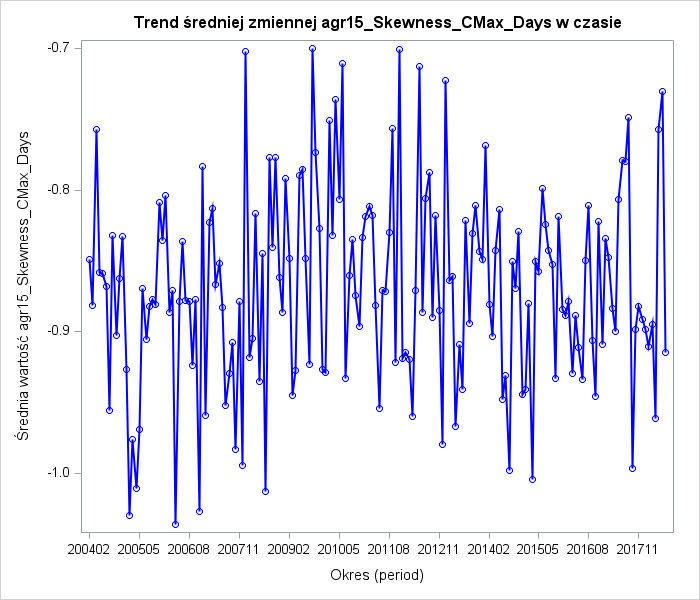 Trend średniej zmiennej agr15_Skewness_CMax_Days w czasie
Średnia wartość agr15_Skewness_CMax_Days
-0.7
-0.8
-0.9
-1.0
200402 200505 200608 200711 200902 201005 201108 201211 201402 201505 201608 201711
Okres (period)